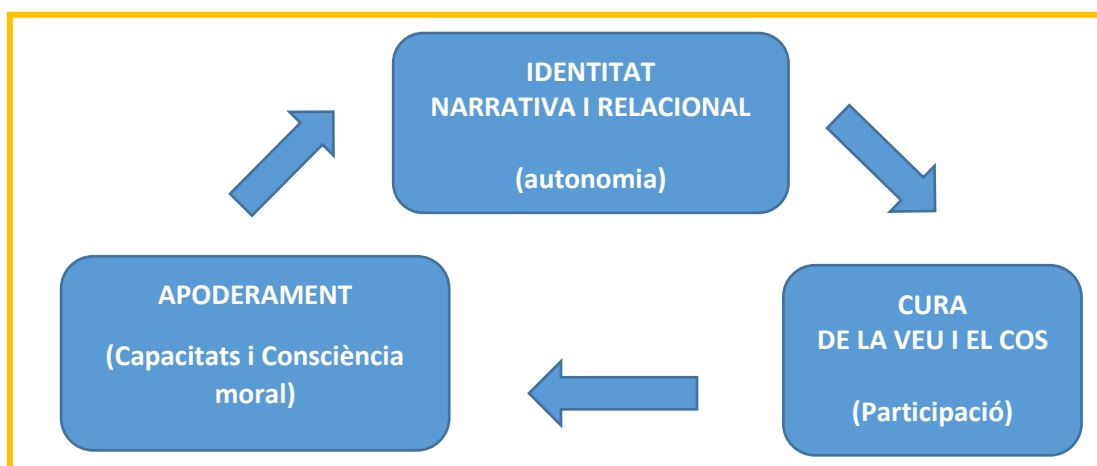 IDENTITAT
NARRATIVA I RELACIONAL
(autonomia)
APODERAMENT
(Capacitats i Consciència
moral)
CURA
DE LA VEU I EL COS
(Participació)